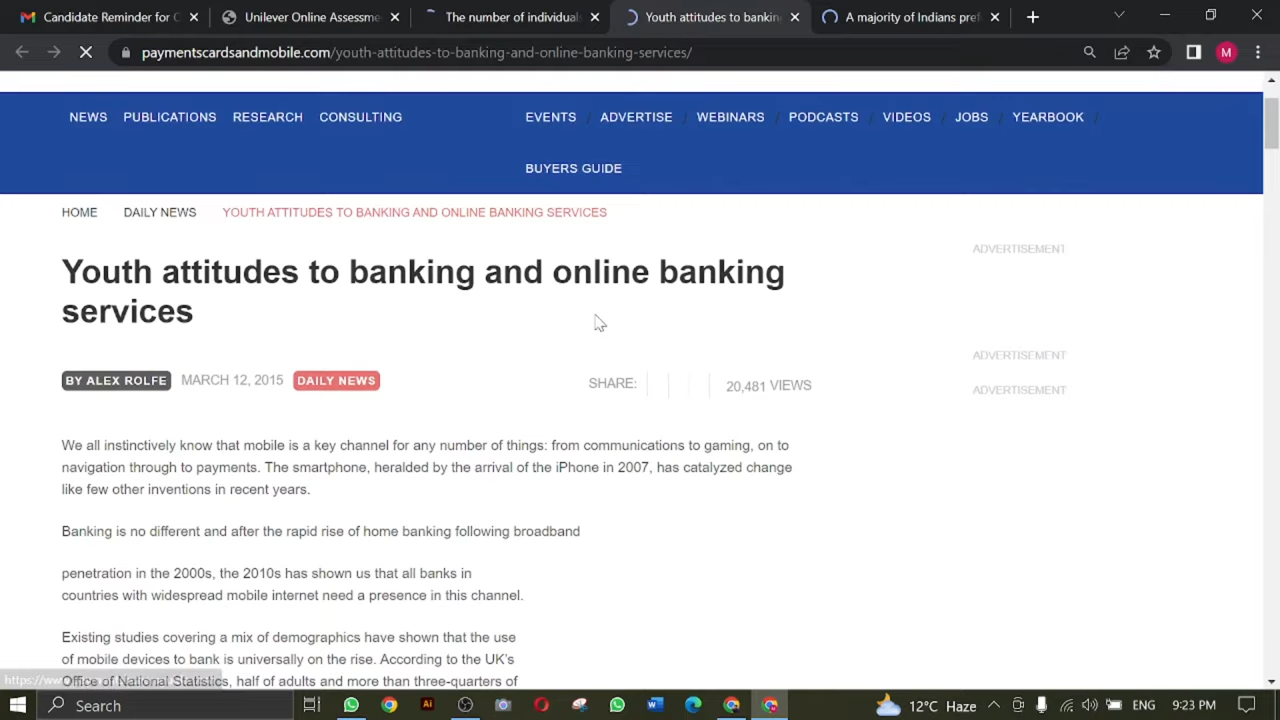 Candidate Reminder for C
Unilever Online Assessme
The number of individuals
Youth attitudes to bankin
A majority of Indians pref
paymentscardsandmobile.com/youth-attitudes-to-banking-and-online-banking-services/
M
NEWS PUBLICATIONS RESEARCH CONSULTING
EVENTS / ADVERTISE / WEBINARS / PODCASTS / VIDEOS / JOBS / YEARBOOK /
BUYERS GUIDE
HOME DAILY NEWS YOUTH ATTITUDES TO BANKING AND ONLINE BANKING SERVICES
ADVERTISEMENT
Youth attitudes to banking and online banking
services
ADVERTISEMENT
BY ALEX ROLFE MARCH 12, 2015 DAILY NEWS
SHARE: 20,481 VIEWS
ADVERTISEMENT
We all instinctively know that mobile is a key channel for any number of things: from communications to gaming, on to
navigation through to payments. The smartphone, heralded by the arrival of the iPhone in 2007, has catalyzed change
like few other inventions in recent years.
Banking is no different and after the rapid rise of home banking following broadband
penetration in the 2000s, the 2010s has shown us that all banks in
countries with widespread mobile internet need a presence in this channel.
Existing studies covering a mix of demographics have shown that the use
of mobile devices to bank is universally on the rise. According to the UK's
Office of National Statistics, half of adults and more than three-quarters of
Search
Ai
12°C Haze
ENG 9:23 PM